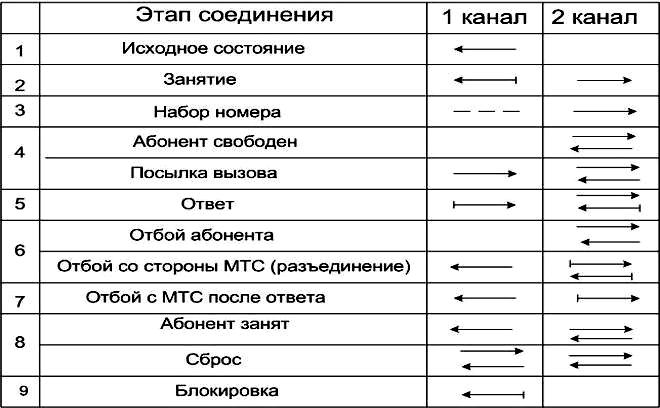 Этап соединения 1 канал 2 канал
1 Исходное состояние
2 Занятие
3 Набор номера
4 Абонент свободен
Посылка вызова
5 Ответ
Отбой абонента
6
Отбой со стороны МТС (разъединение)
7 Отбой с МТС после ответа
Абонент занят
8
Сброс
9 Блокировка